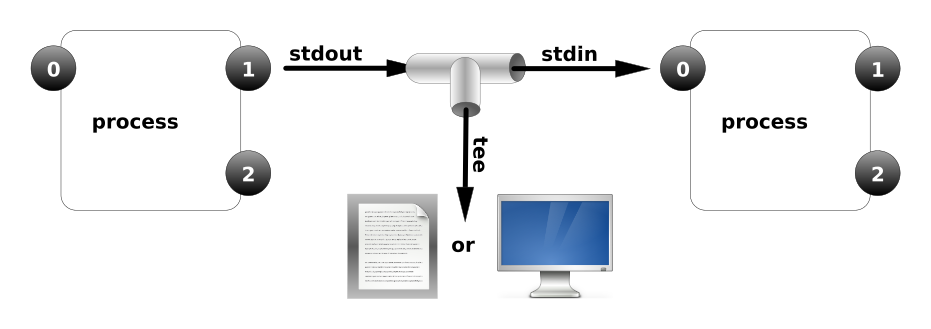 stdout
stdin
0
1
0
1
process
process
tee
2
2
or